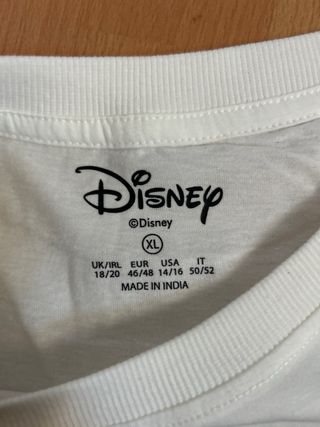 Disney
©Disney
XL
UK/IRL EUR USA IT
18/20 46/48 14/16 50/52
MADE IN INDIA